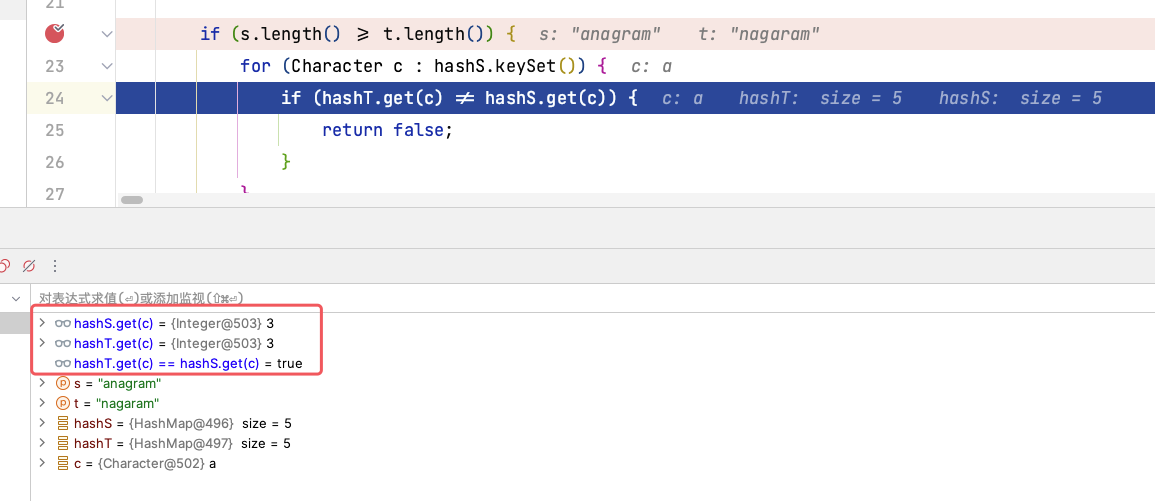 21
if (s.length() ≥ t.length()) { s: "anagram" t: "nagaram"
23 for (Character c : hashS.keySet()) { c: a
24 if (hashT.get(c) ≠ hashS.get(c)) { c: a hashT: size = 5 hashS: size = 5
25 return false;
26 }
27 }
对表达式求值(⏎)或添加监视(⇧⌘⏎)
hashS.get(c) = {Integer@503} 3
hashT.get(c) = {Integer@503} 3
hashT.get(c) == hashS.get(c) = true
p s = "anagram"
p t = "nagaram"
hashS = {HashMap@496} size = 5
hashT = {HashMap@497} size = 5
c = {Character@502} a